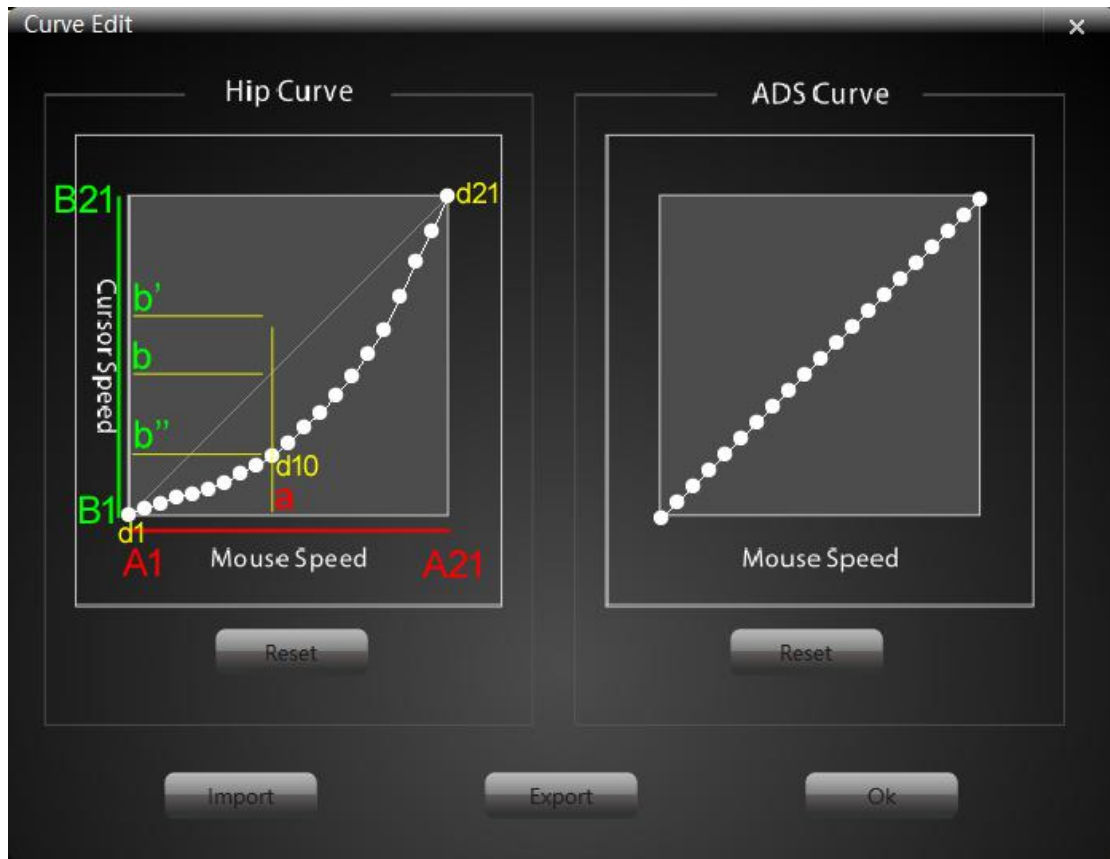 Curve Edit
×
Hip Curve
B21
d21
Cursor Speed
b’
b
b’’
d10
a
B1
d1
A1
Mouse Speed
A21
Reset
ADS Curve
Mouse Speed
Reset
Import
Export
Ok